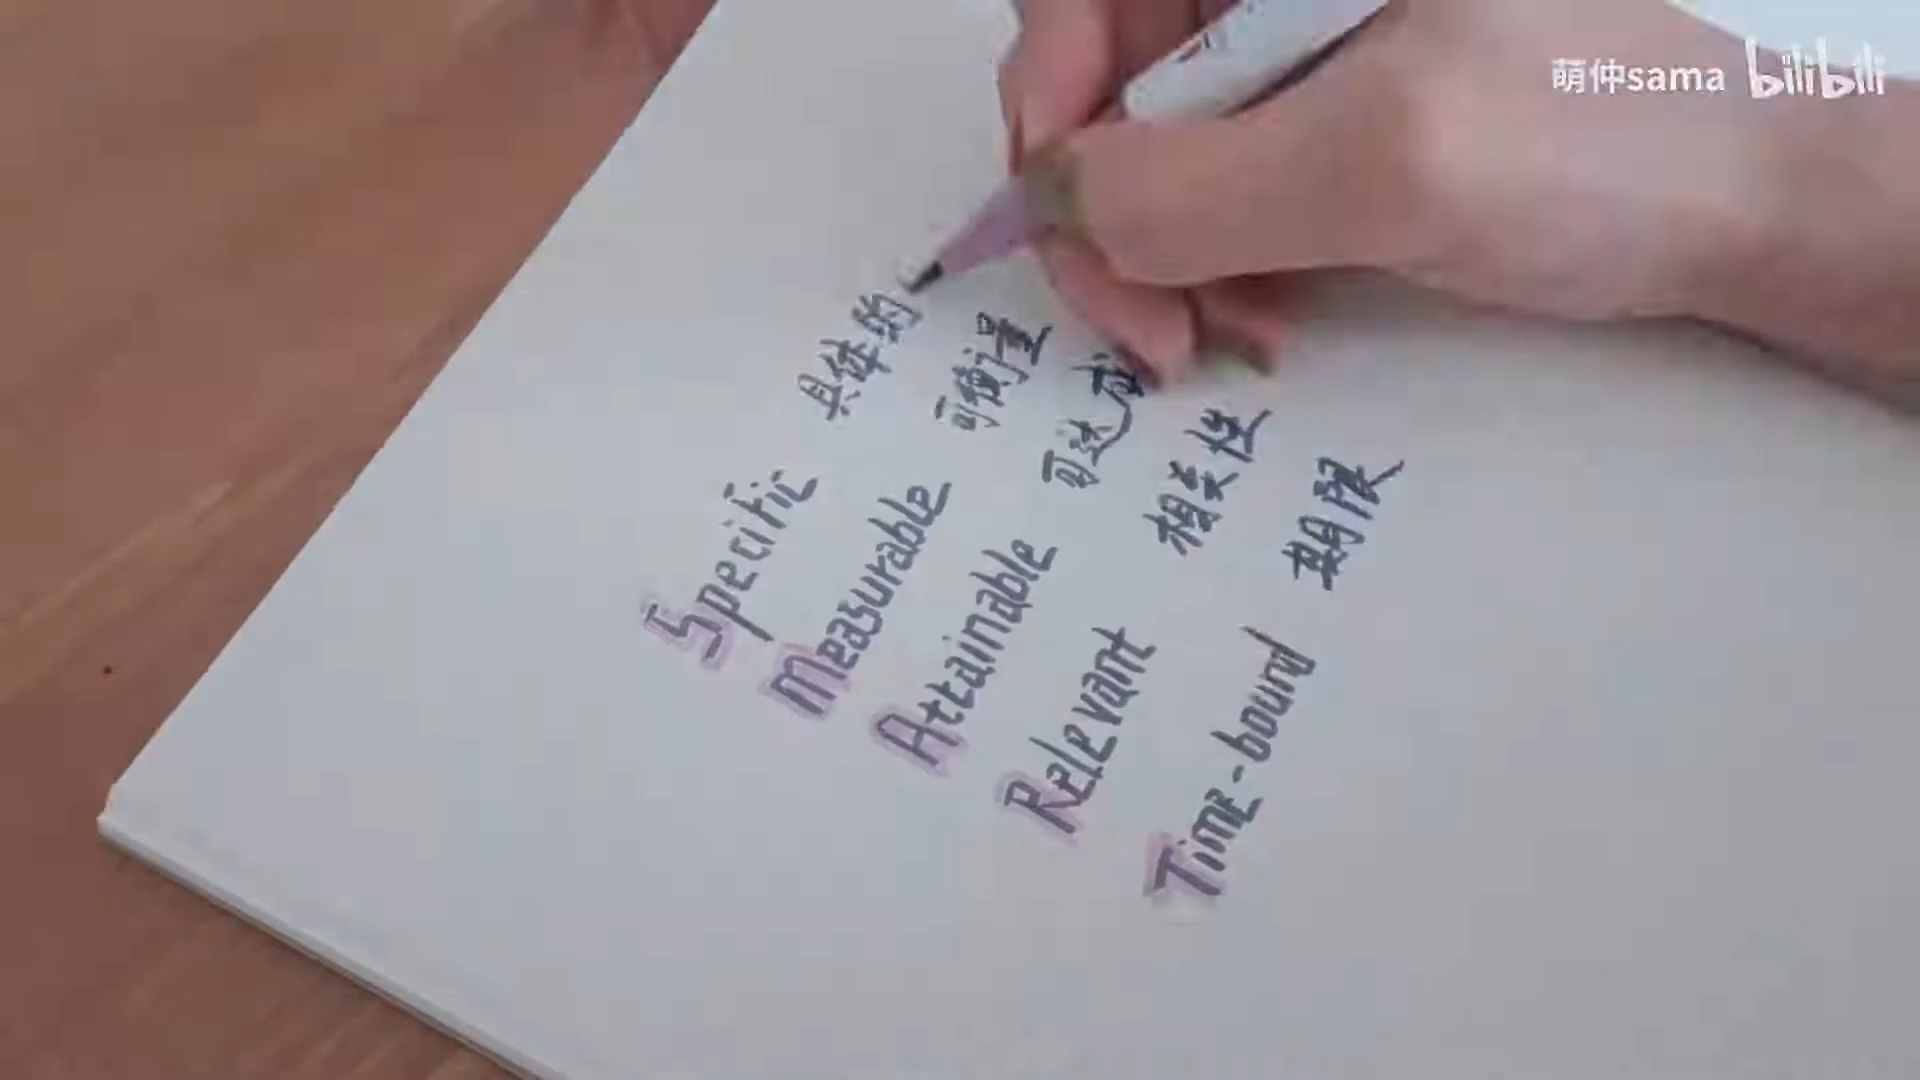 萌仲sama bilibili
Specific 具体的
Measurable 可衡量
Attainable 可达
Relevant 相关性
Time-bound 期限